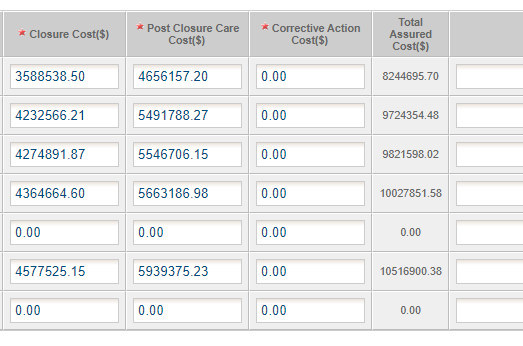 * Closure Cost($) * Post Closure Care Cost($) * Corrective Action Cost($) Total Assured Cost($)
3588538.50 4656157.20 0.00 8244695.70
4232566.21 5491788.27 0.00 9724354.48
4274891.87 5546706.15 0.00 9821598.02
4364664.60 5663186.98 0.00 10027851.58
0.00 0.00 0.00 0.00
4577525.15 5939375.23 0.00 10516900.38
0.00 0.00 0.00 0.00